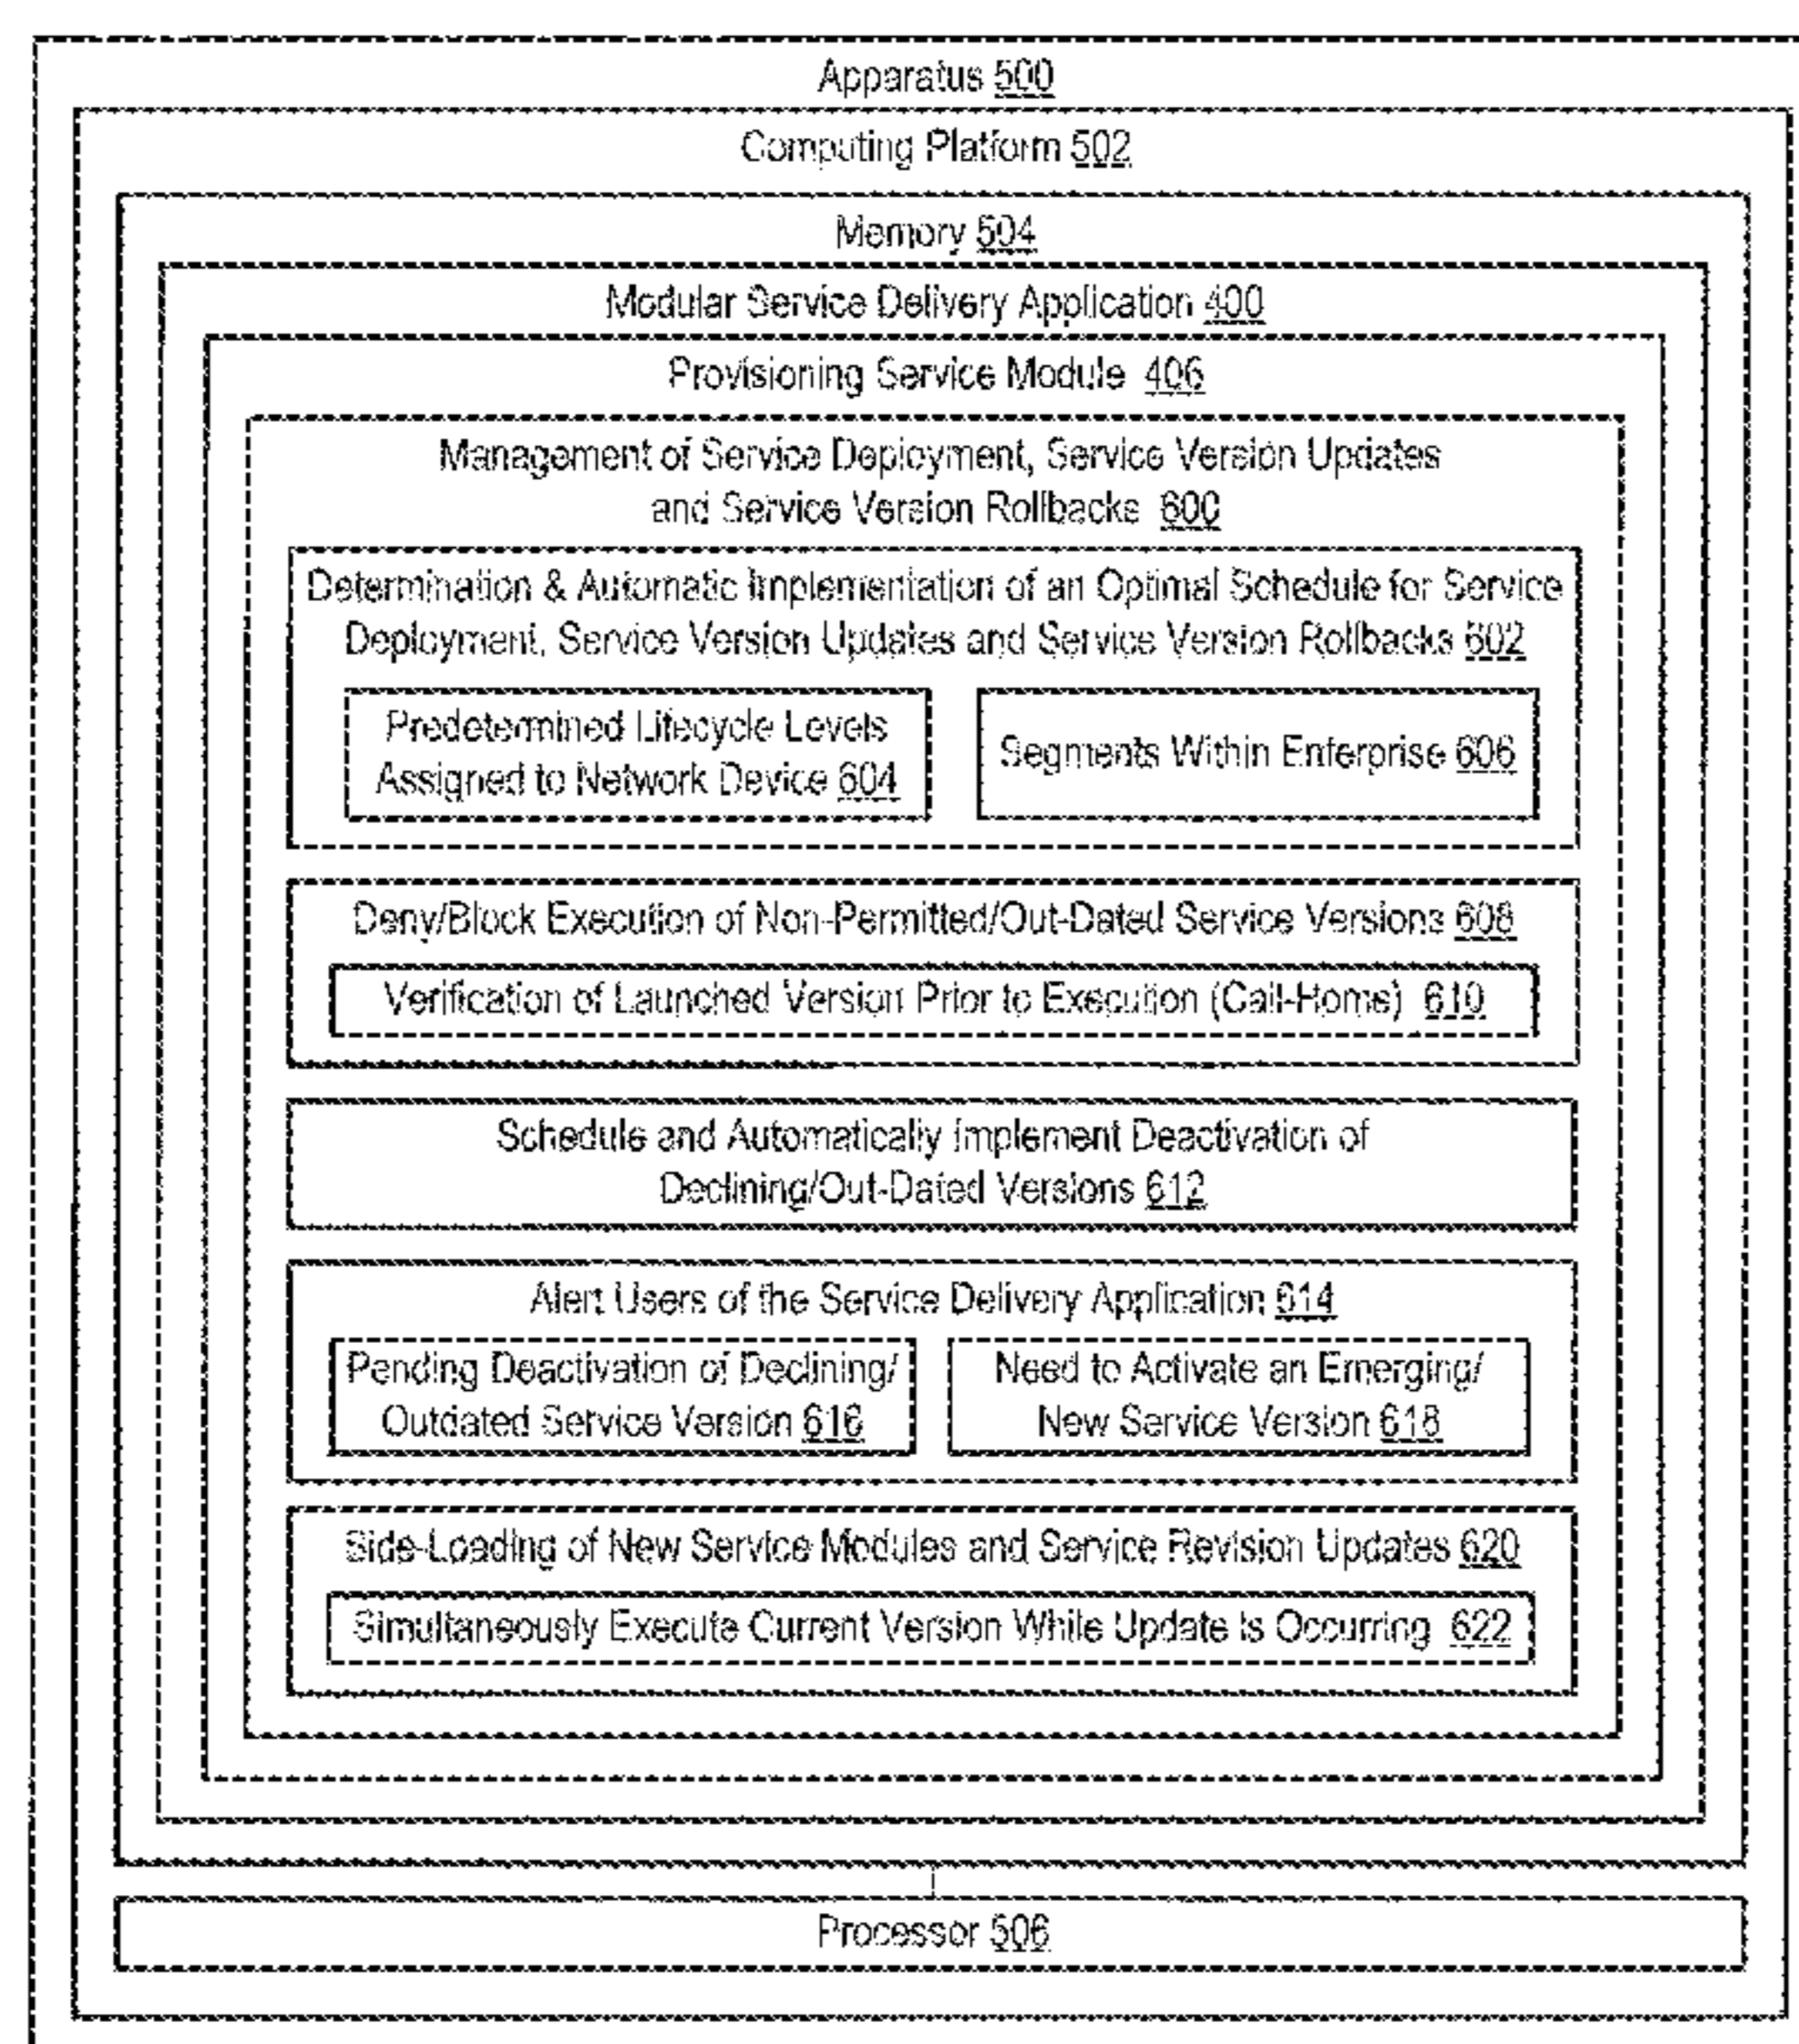 Apparatus 500
Computing Platform 502
Memory 504
Modular Service Delivery Application 400
Provisioning Service Module 406
Management of Service Deployment, Service Version Updates
and Service Version Rollbacks 600
Determination & Automatic Implementation of an Optimal Schedule for Service
Deployment, Service Version Updates and Service Version Rollbacks 602
Predetermined Lifecycle Levels
Assigned to Network Device 604
Segments Within Enterprise 606
Deny/Block Execution of Non-Permitted/Out-Dated Service Versions 608
Verification of Launched Version Prior to Execution (Call-Home) 610
Schedule and Automatically Implement Deactivation of
Declining/Out-Dated Versions 612
Alert Users of the Service Delivery Application 614
Pending Deactivation of Declining/
Outdated Service Version 616
Need to Activate an Emerging/
New Service Version 618
Side-Loading of New Service Modules and Service Revision Updates 620
Simultaneously Execute Current Version While Update is Occurring 622
Processor 506